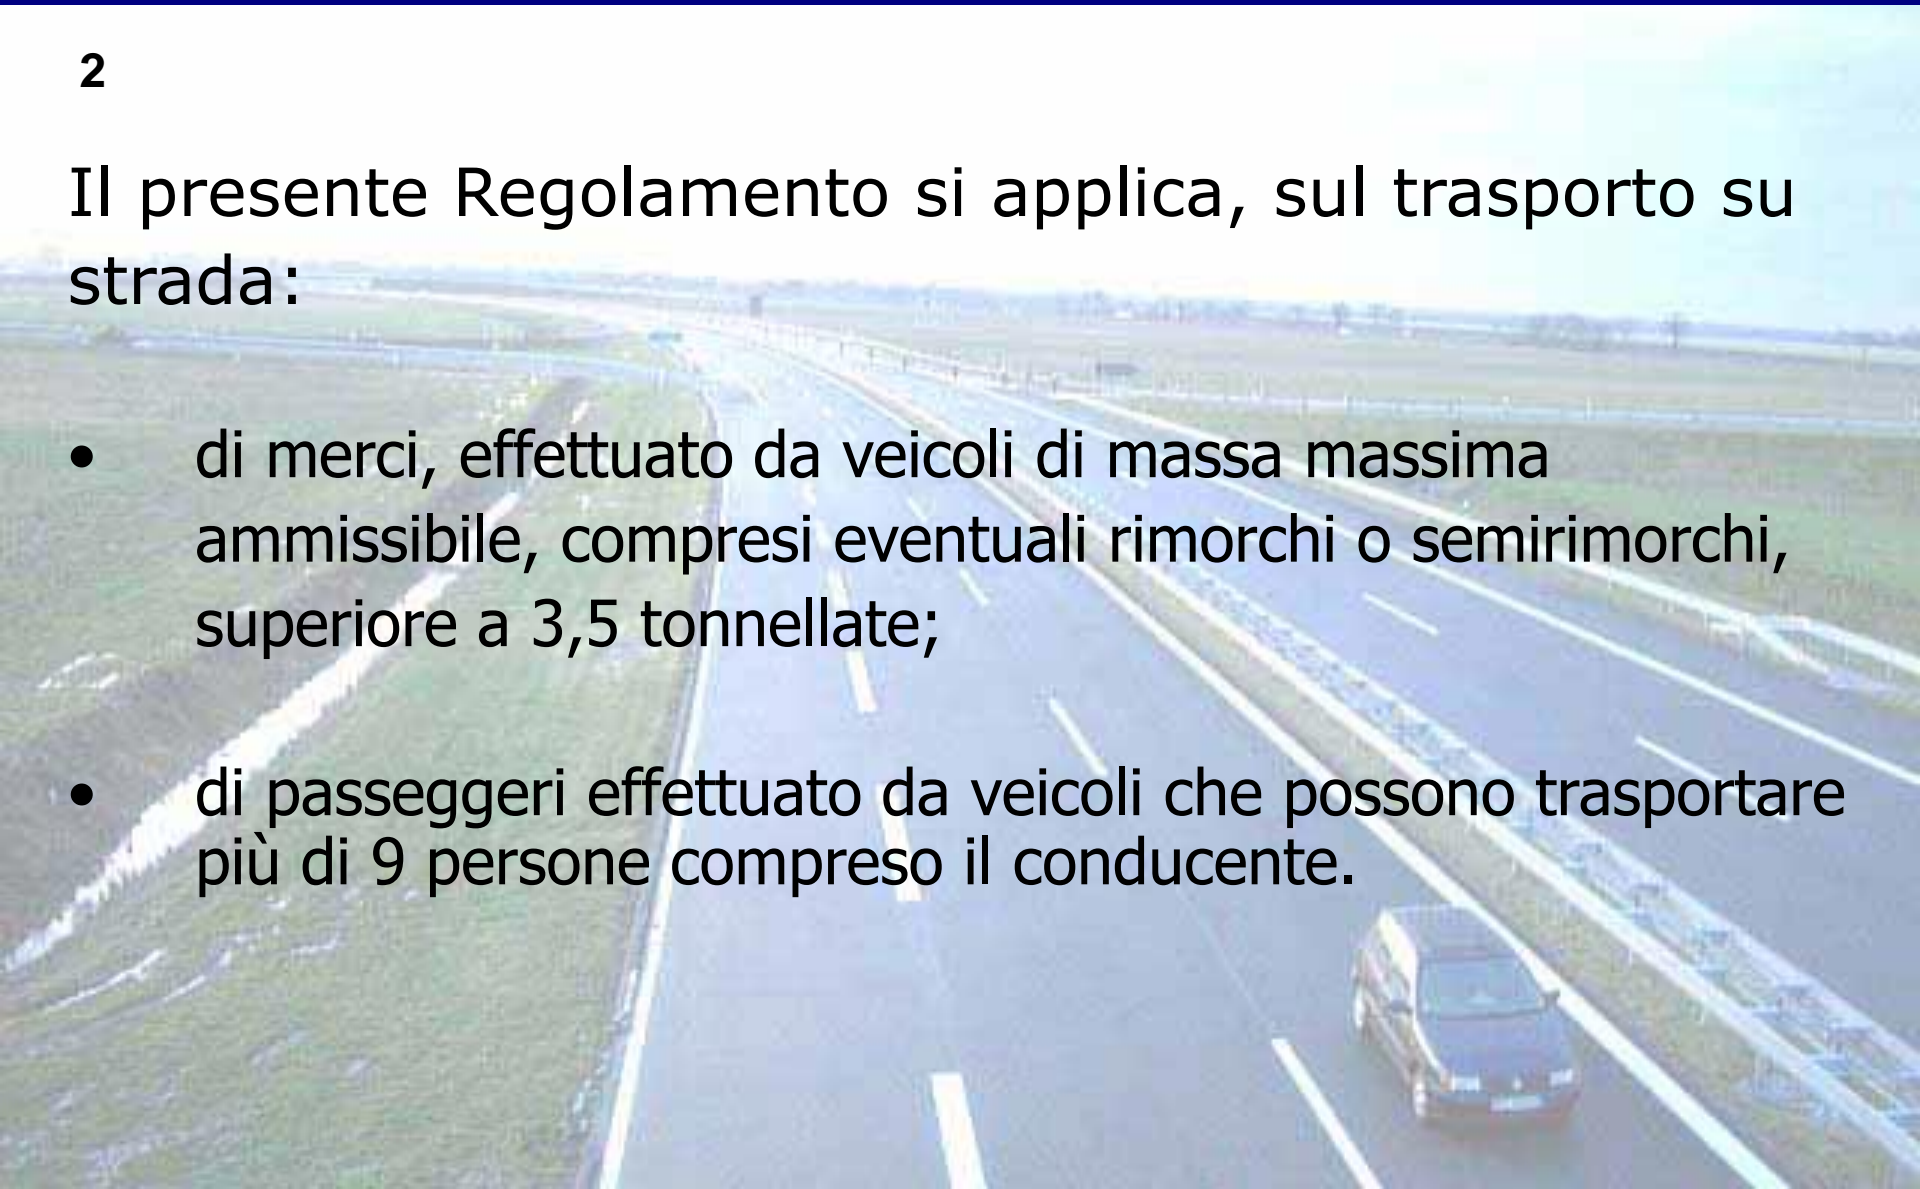 2
Il presente Regolamento si applica, sul trasporto su
strada:
• di merci, effettuato da veicoli di massa massima
ammissibile, compresi eventuali rimorchi o semirimorchi,
superiore a 3,5 tonnellate;
• di passeggeri effettuato da veicoli che possono trasportare
più di 9 persone compreso il conducente.